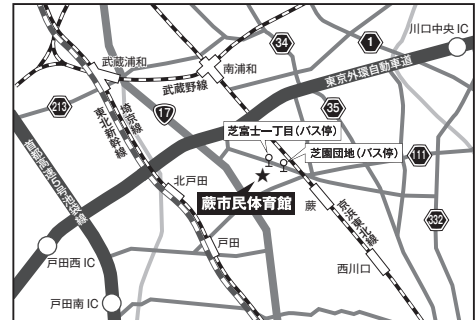 川口中央 IC
34
1
武蔵浦和
南浦和
武蔵野線
東京外環自動車道
213
埼京線
東北新幹線
17
35
芝富士一丁目(バス停)
芝園団地(バス停)
111
首都高速5号池袋線
北戸田
蕨市民体育館
蕨
京浜東北線
332
戸田
戸田西 IC
西川口
戸田南 IC